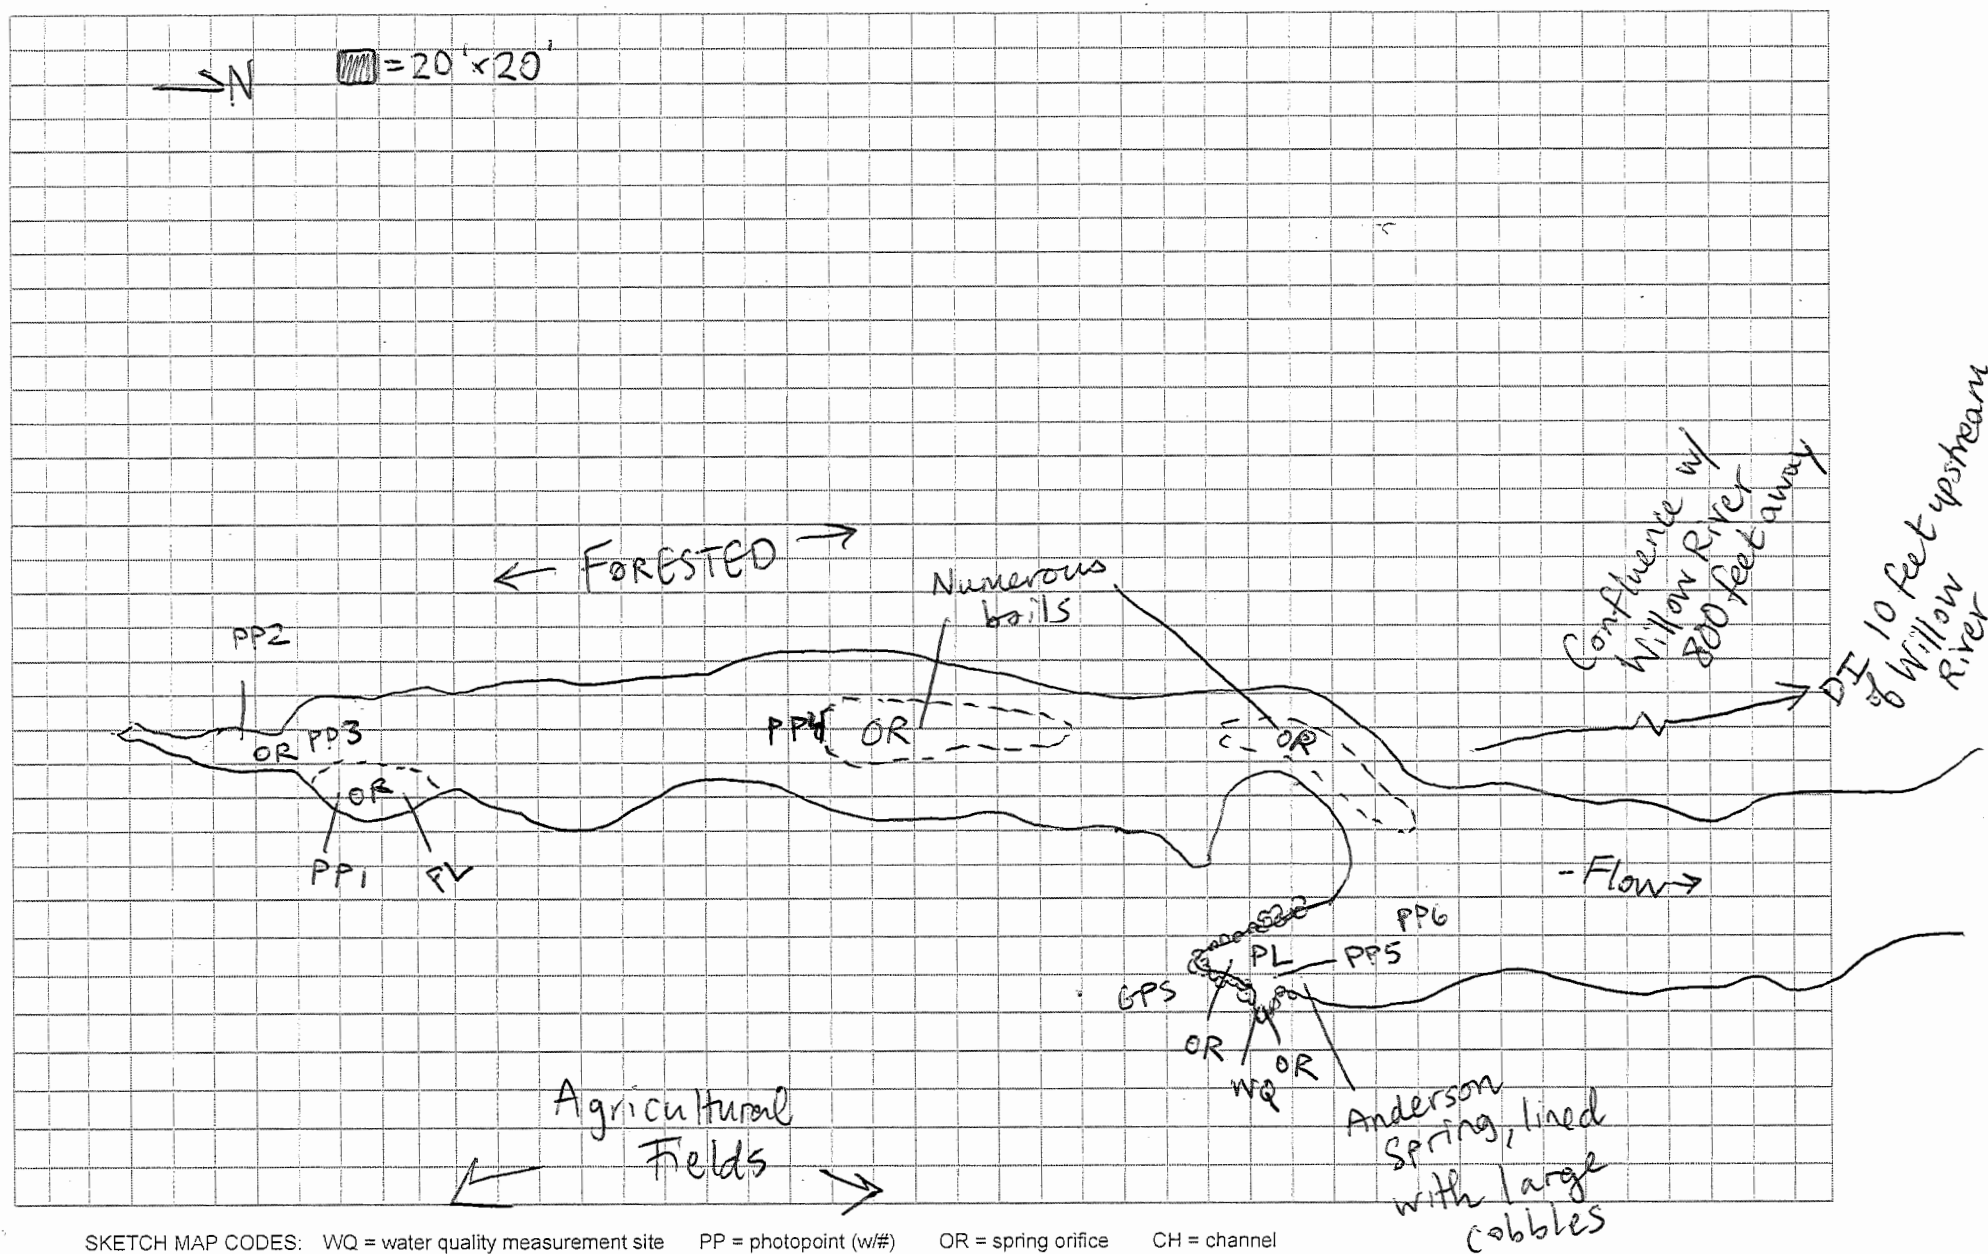 N
= 20' x 20'
← FORESTED →
Numerous
boils
Confluence w/
Willow River
800 feet away
DI 10 feet upstream
of Willow
River
PP2
OR PP3
OR
PP1
FV
PP4
OR
OR
- Flow →
PP6
PL
PP5
GPS
OR
WQ
OR
Anderson
Spring, lined
with large
cobbles
Agricultural
Fields
SKETCH MAP CODES: WQ = water quality measurement site PP = photopoint (w/#) OR = spring orifice CH = channel